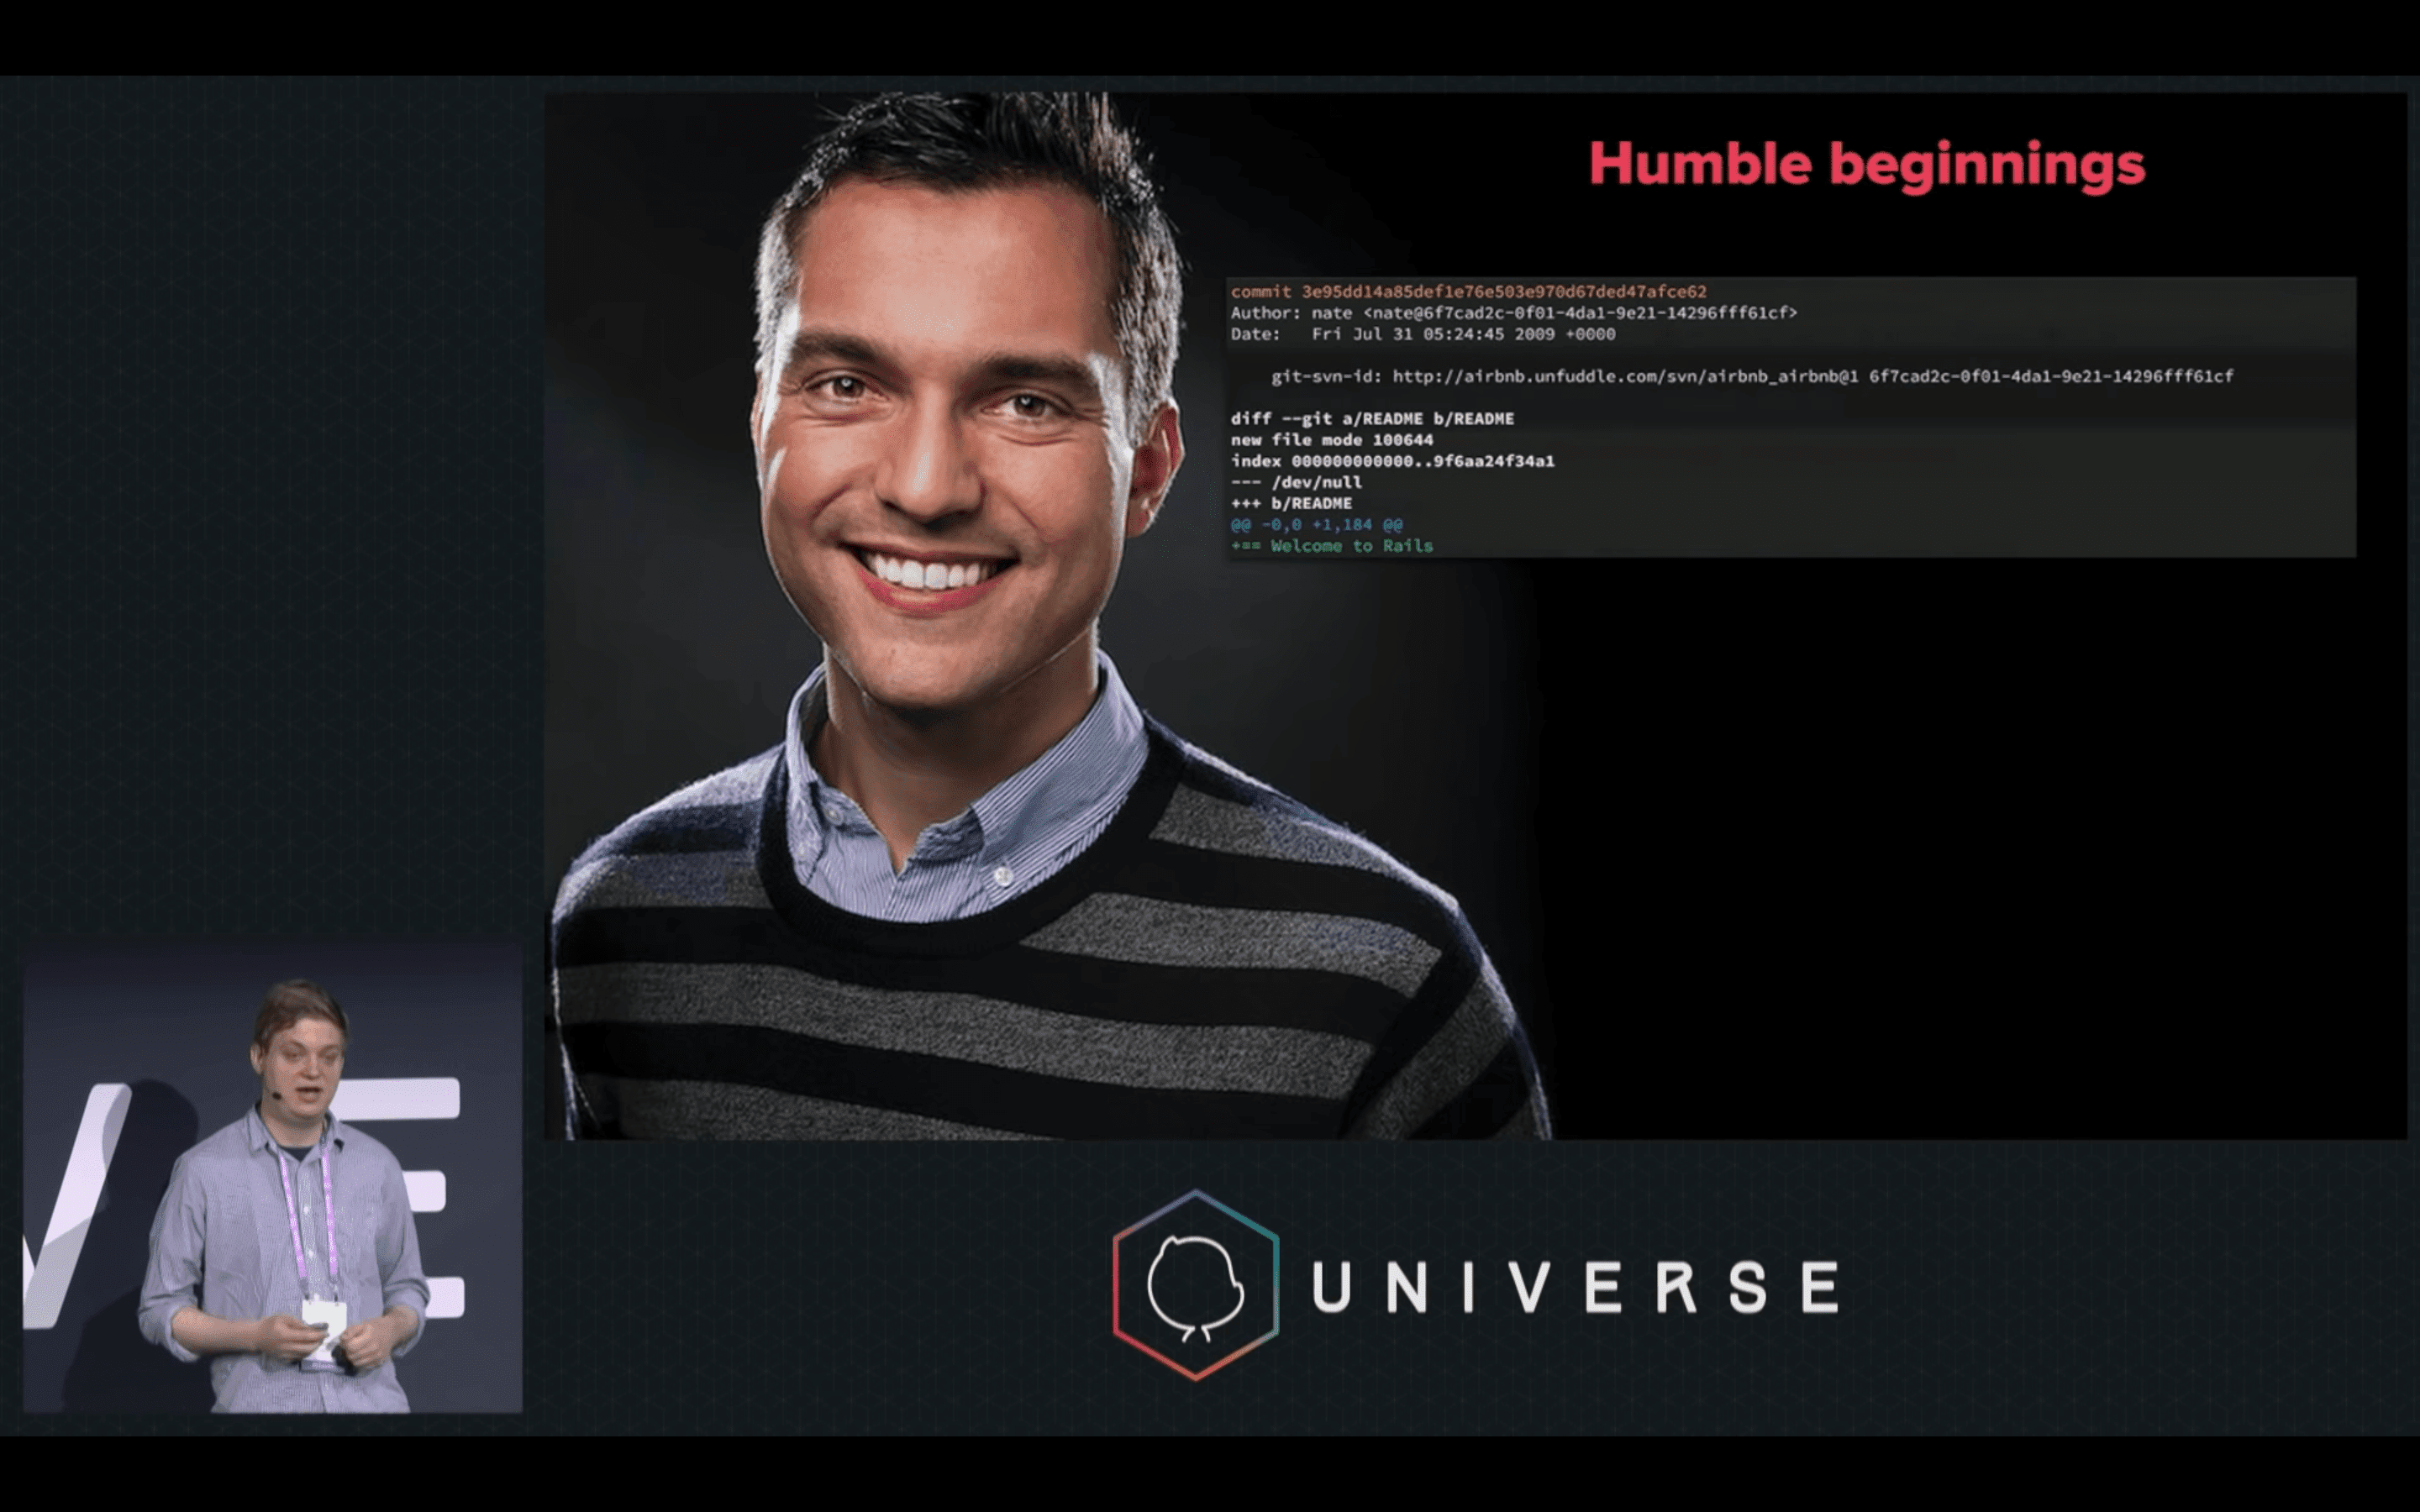 Humble beginnings
commit 3e95dd14a85def1e76e503e970d67ded47afce62
Author: nate <nate@6f7cad2c-0f01-4da1-9e21-14296fff61cf>
Date:   Fri Jul 31 05:24:45 2009 +0000
git-svn-id: http://airbnb.unfuddle.com/svn/airbnb_airbnb@1 6f7cad2c-0f01-4da1-9e21-14296fff61cf
diff --git a/README b/README
new file mode 100644
index 000000000000..9f6aa24f34a1
--- /dev/null
+++ b/README
@@ -0,0 +1,184 @@
+== Welcome to Rails
V E
UNIVERSE